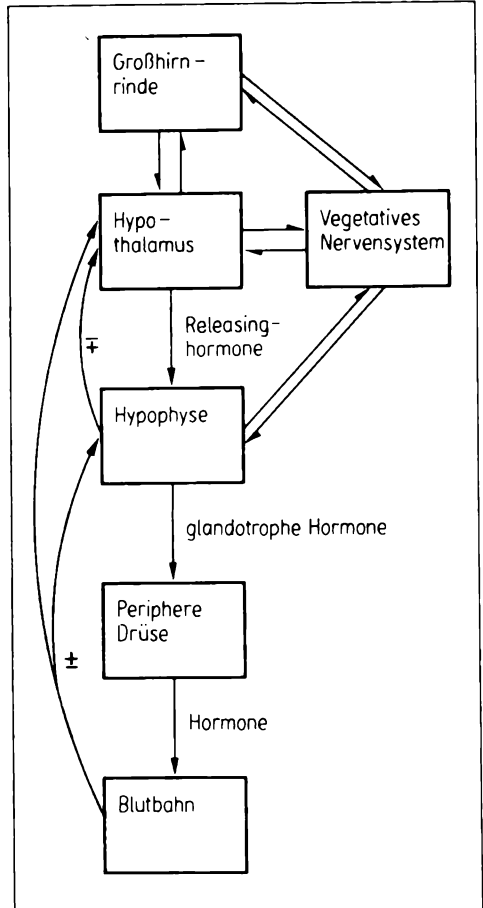 Großhirn-
rinde
Hypo-
thalamus
Vegetatives
Nervensystem
Releasing-
hormone
∓
Hypophyse
glandotrophe Hormone
Periphere
Drüse
±
Hormone
Blutbahn